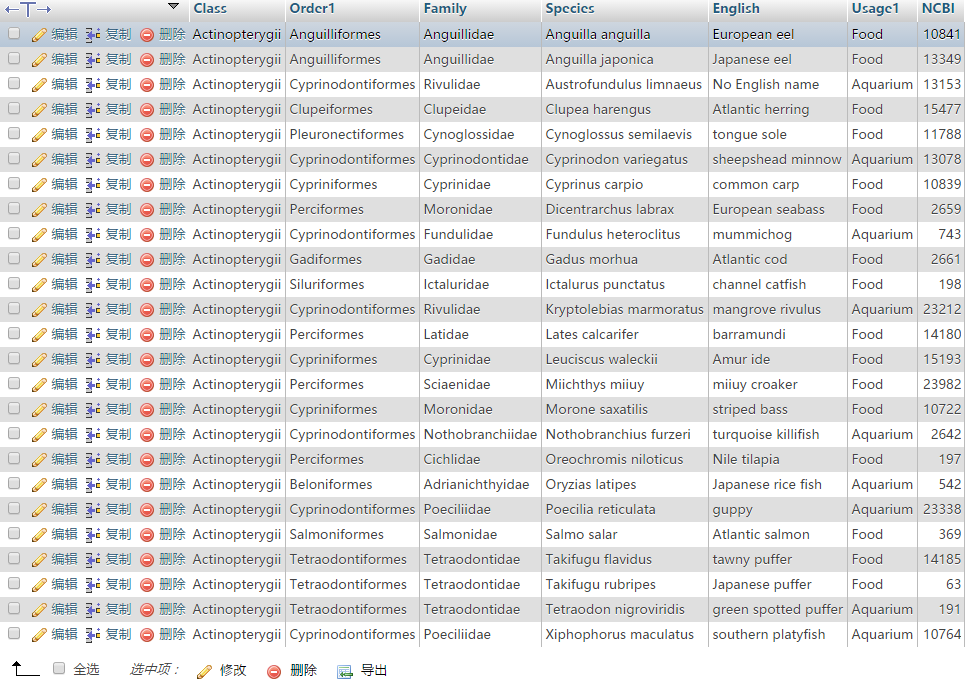 Class Order1 Family Species English Usage1 NCBI
编辑 复制 删除 Actinopterygii Anguilliformes Anguillidae Anguilla anguilla European eel Food 10841
编辑 复制 删除 Actinopterygii Anguilliformes Anguillidae Anguilla japonica Japanese eel Food 13349
编辑 复制 删除 Actinopterygii Cyprinodontiformes Rivulidae Austrofundulus limnaeus No English name Aquarium 13153
编辑 复制 删除 Actinopterygii Clupeiformes Clupeidae Clupea harengus Atlantic herring Food 15477
编辑 复制 删除 Actinopterygii Pleuronectiformes Cynoglossidae Cynoglossus semilaevis tongue sole Food 11788
编辑 复制 删除 Actinopterygii Cyprinodontiformes Cyprinodontidae Cyprinodon variegatus sheepshead minnow Aquarium 13078
编辑 复制 删除 Actinopterygii Cypriniformes Cyprinidae Cyprinus carpio common carp Food 10839
编辑 复制 删除 Actinopterygii Perciformes Moronidae Dicentrarchus labrax European seabass Food 2659
编辑 复制 删除 Actinopterygii Cyprinodontiformes Fundulidae Fundulus heteroclitus mummichog Aquarium 743
编辑 复制 删除 Actinopterygii Gadiformes Gadidae Gadus morhua Atlantic cod Food 2661
编辑 复制 删除 Actinopterygii Siluriformes Ictaluridae Ictalurus punctatus channel catfish Food 198
编辑 复制 删除 Actinopterygii Cyprinodontiformes Rivulidae Kryptolebias marmoratus mangrove rivulus Aquarium 23212
编辑 复制 删除 Actinopterygii Perciformes Latidae Lates calcarifer barramundi Food 14180
编辑 复制 删除 Actinopterygii Cypriniformes Cyprinidae Leuciscus waleckii Amur ide Food 15193
编辑 复制 删除 Actinopterygii Perciformes Sciaenidae Miichthys miiuy miiuy croaker Food 23982
编辑 复制 删除 Actinopterygii Cypriniformes Moronidae Morone saxatilis striped bass Food 10722
编辑 复制 删除 Actinopterygii Cyprinodontiformes Nothobranchiidae Nothobranchius furzeri turquoise killifish Aquarium 2642
编辑 复制 删除 Actinopterygii Perciformes Cichlidae Oreochromis niloticus Nile tilapia Food 197
编辑 复制 删除 Actinopterygii Beloniformes Adrianichthyidae Oryzias latipes Japanese rice fish Aquarium 542
编辑 复制 删除 Actinopterygii Cyprinodontiformes Poeciliidae Poecilia reticulata guppy Aquarium 23338
编辑 复制 删除 Actinopterygii Salmoniformes Salmonidae Salmo salar Atlantic salmon Food 369
编辑 复制 删除 Actinopterygii Tetraodontiformes Tetraodontidae Takifugu flavidus tawny puffer Food 14185
编辑 复制 删除 Actinopterygii Tetraodontiformes Tetraodontidae Takifugu rubripes Japanese puffer Food 63
编辑 复制 删除 Actinopterygii Tetraodontiformes Tetraodontidae Tetraodon nigroviridis green spotted puffer Aquarium 191
编辑 复制 删除 Actinopterygii Cyprinodontiformes Poeciliidae Xiphophorus maculatus southern platyfish Aquarium 10764
全选 选中项: 修改 删除 导出